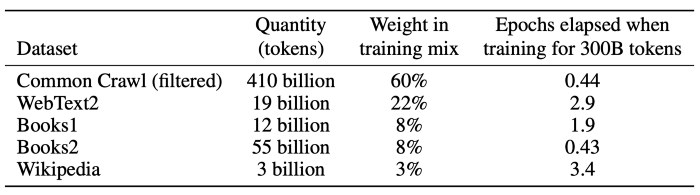 Dataset Quantity (tokens) Weight in training mix Epochs elapsed when training for 300B tokens
Common Crawl (filtered) 410 billion 60% 0.44
WebText2 19 billion 22% 2.9
Books1 12 billion 8% 1.9
Books2 55 billion 8% 0.43
Wikipedia 3 billion 3% 3.4